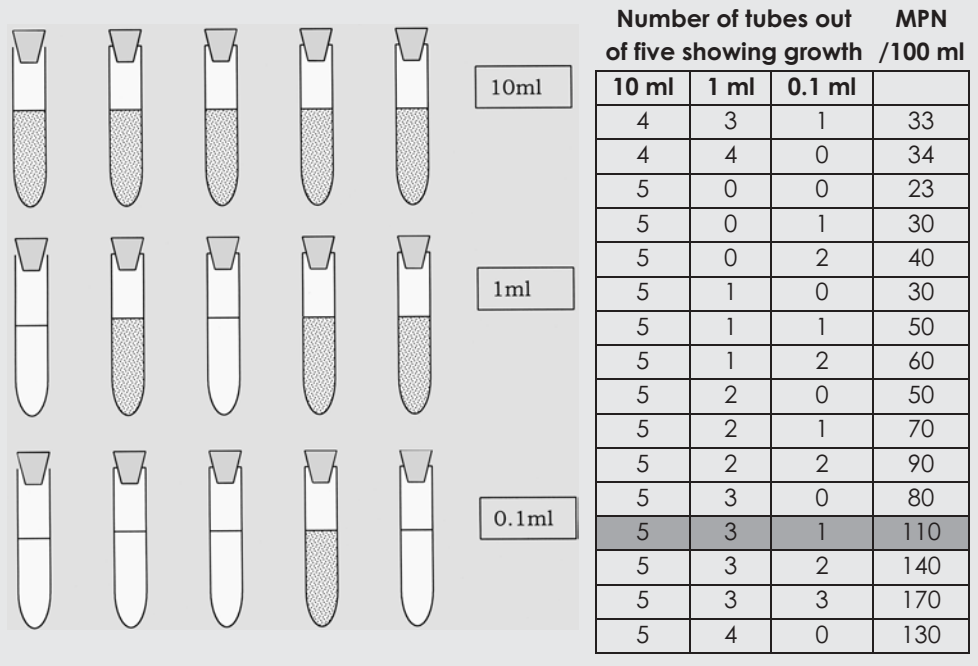 10ml
1ml
0.1ml
Number of tubes out MPN
of five showing growth /100 ml
10 ml 1 ml 0.1 ml
4 3 1 33
4 4 0 34
5 0 0 23
5 0 1 30
5 0 2 40
5 1 0 30
5 1 1 50
5 1 2 60
5 2 0 50
5 2 1 70
5 2 2 90
5 3 0 80
5 3 1 110
5 3 2 140
5 3 3 170
5 4 0 130